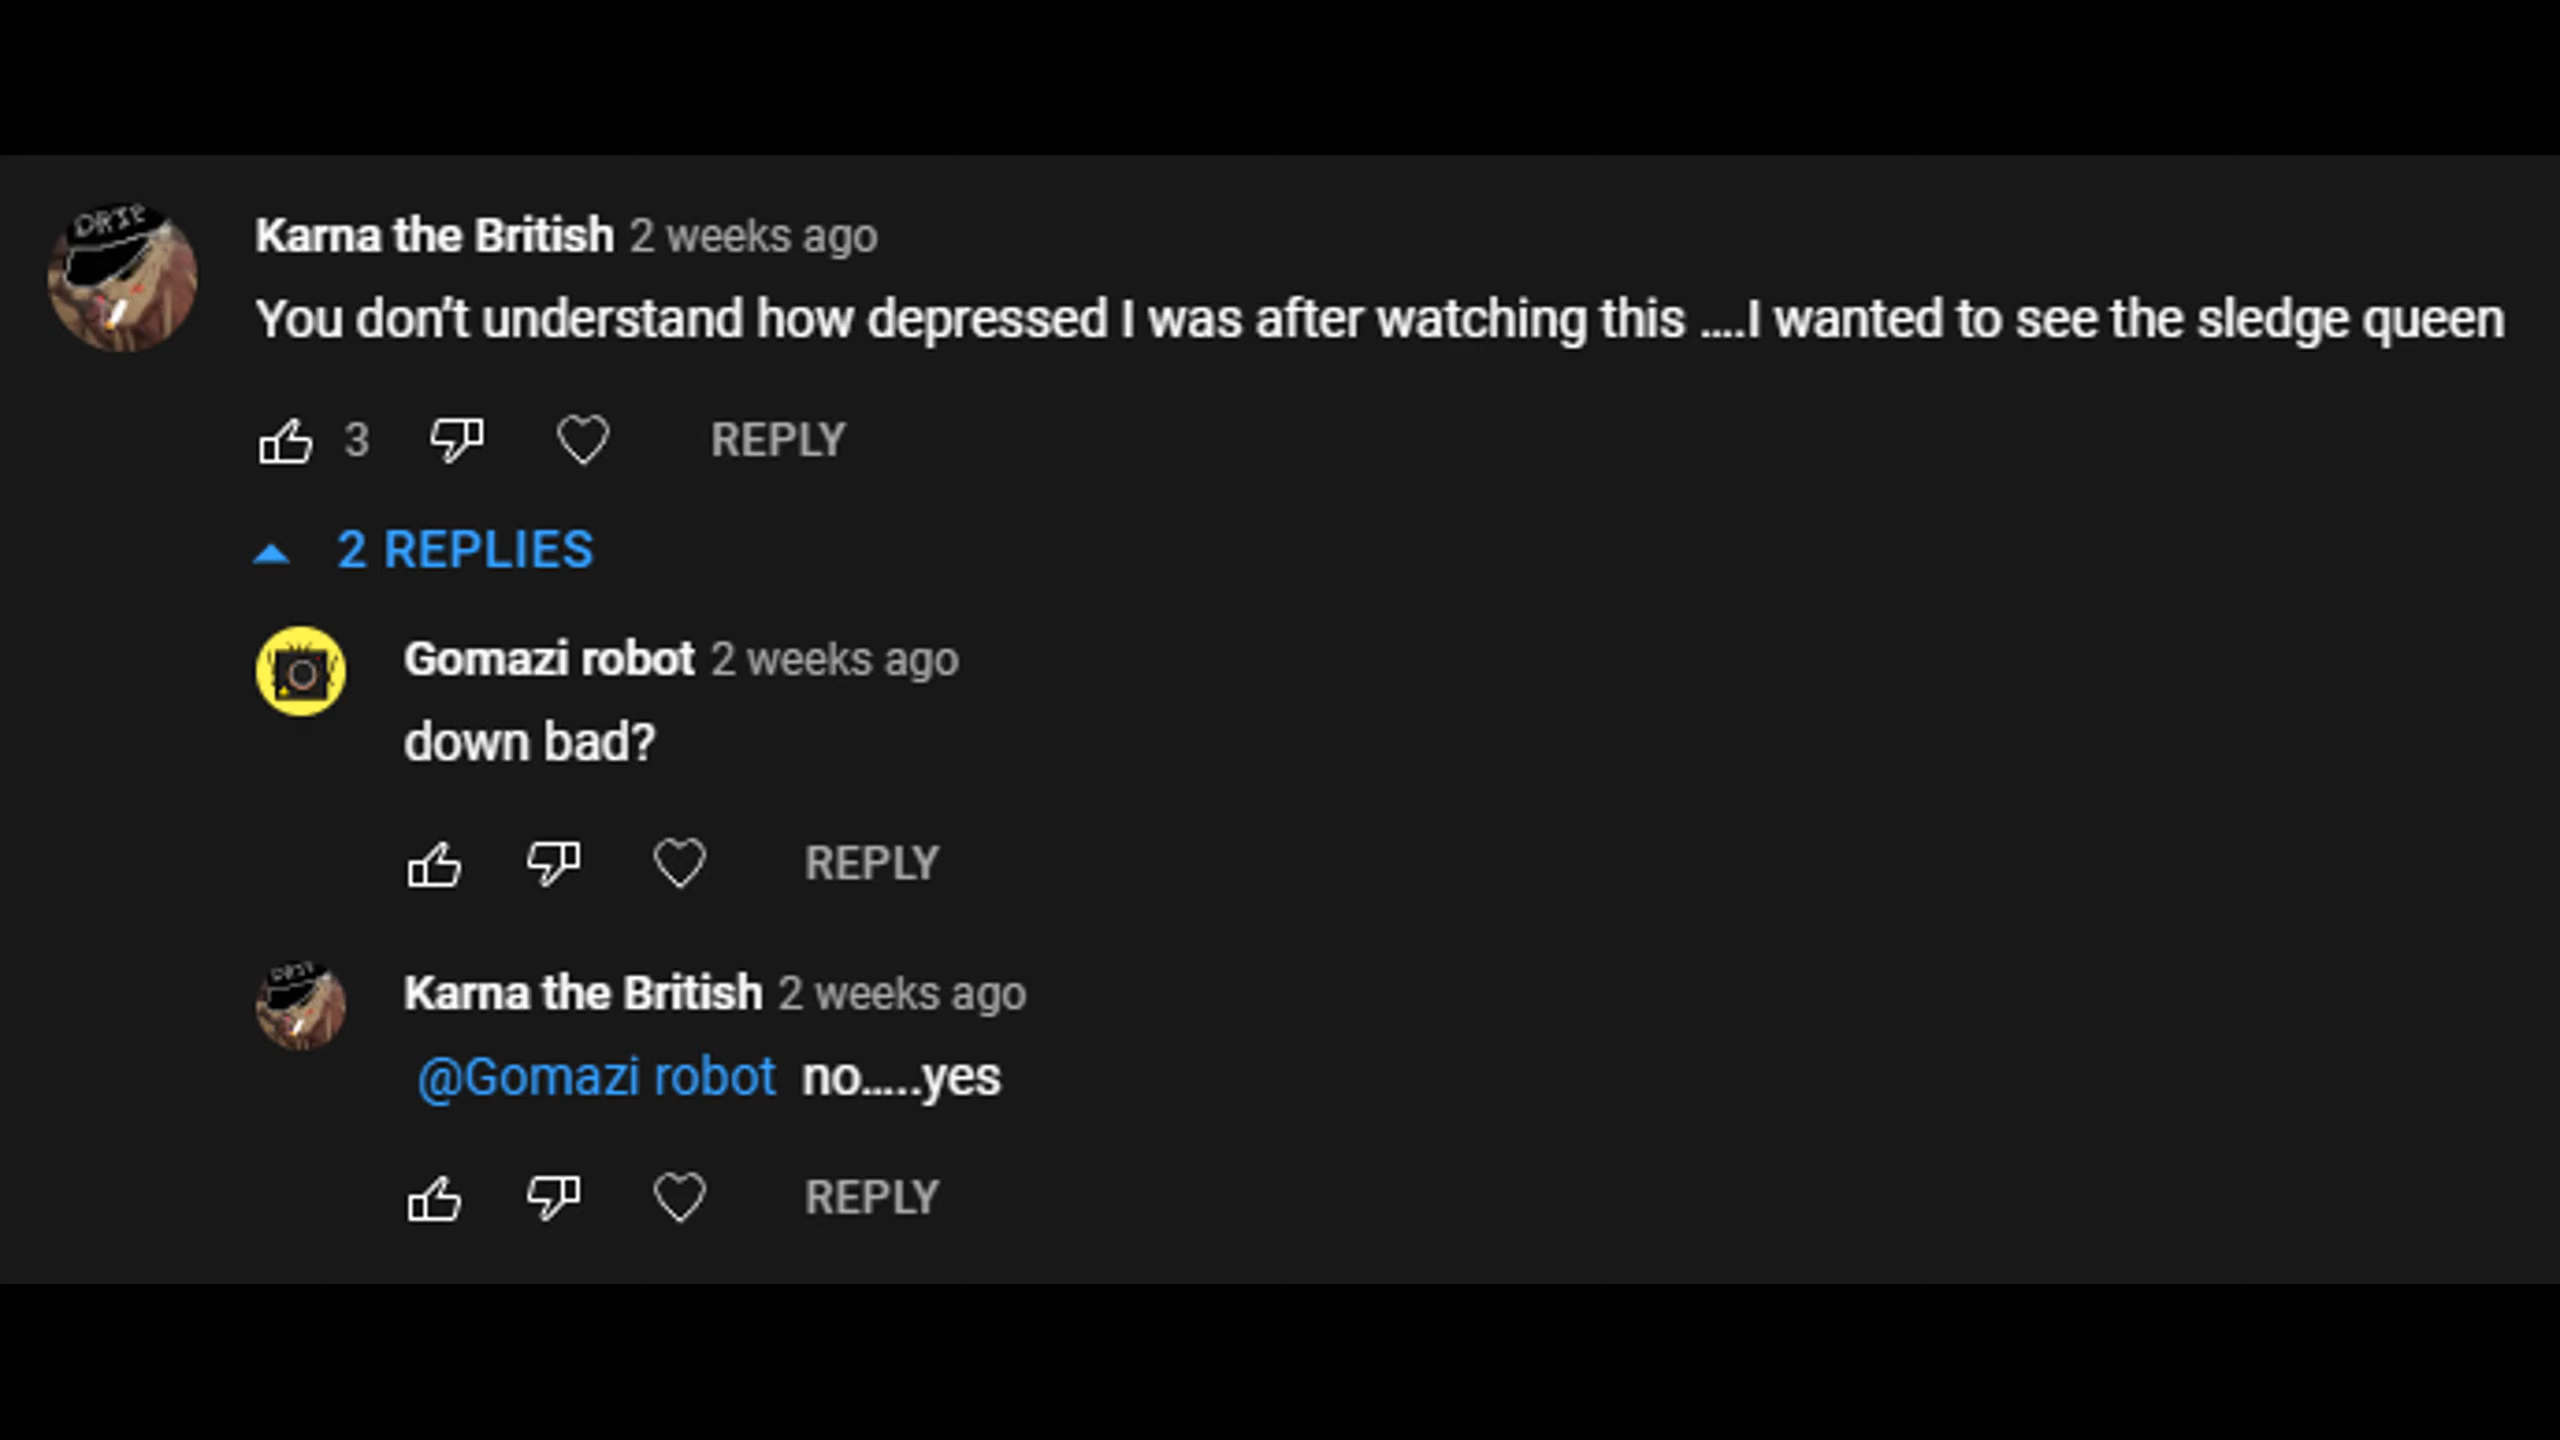 DRIP
Karna the British 2 weeks ago
You don't understand how depressed I was after watching this ....I wanted to see the sledge queen
3 REPLY
2 REPLIES
Gomazi robot 2 weeks ago
down bad?
REPLY
DRIP
Karna the British 2 weeks ago
@Gomazi robot no.....yes
REPLY